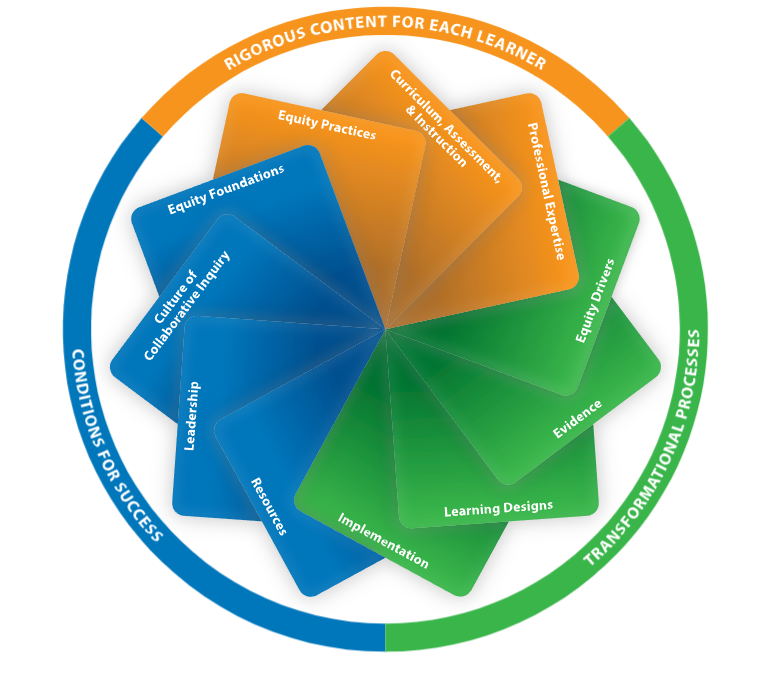 RIGOROUS CONTENT FOR EACH LEARNER
Equity Practices
Curriculum, Assessment,
& Instruction
Professional Expertise
TRANSFORMATIONAL PROCESSES
Equity Drivers
Evidence
Learning Designs
Implementation
CONDITIONS FOR SUCCESS
Equity Foundations
Culture of
Collaborative Inquiry
Leadership
Resources